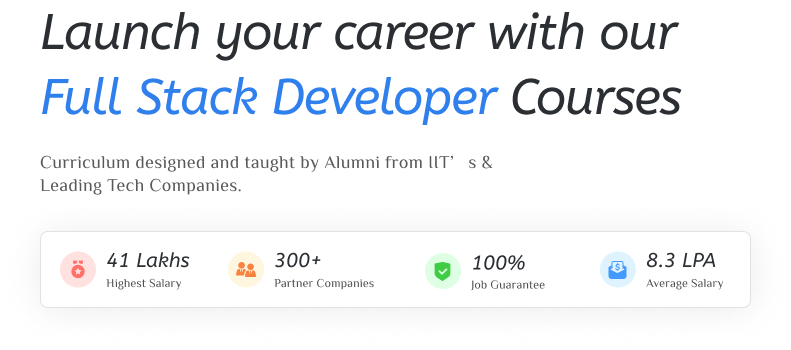 Launch your career with our
Full Stack Developer Courses
Curriculum designed and taught by Alumni from IIT’ s &
Leading Tech Companies.
41 Lakhs
Highest Salary
300+
Partner Companies
100%
Job Guarantee
8.3 LPA
Average Salary